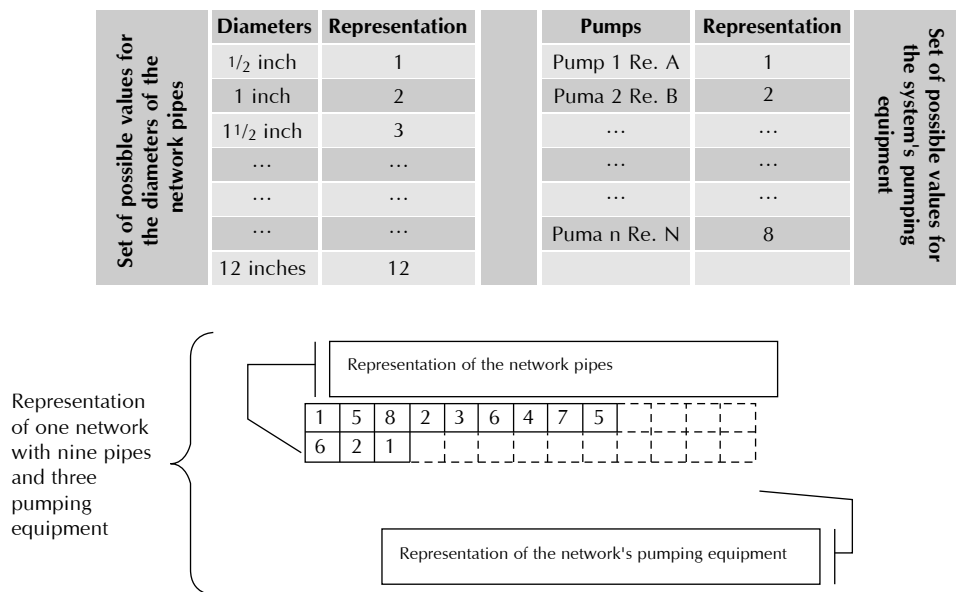 Set of possible values for
the diameters of the
network pipes
Diameters Representation
1/2 inch 1
1 inch 2
11/2 inch 3
... ...
... ...
... ...
12 inches 12
Pumps Representation
Pump 1 Re. A 1
Puma 2 Re. B 2
... ...
... ...
... ...
Puma n Re. N 8
Set of possible values for
the system's pumping
equipment
Representation
of one network
with nine pipes
and three
pumping
equipment
Representation of the network pipes
1 5 8 2 3 6 4 7 5
6 2 1
Representation of the network's pumping equipment